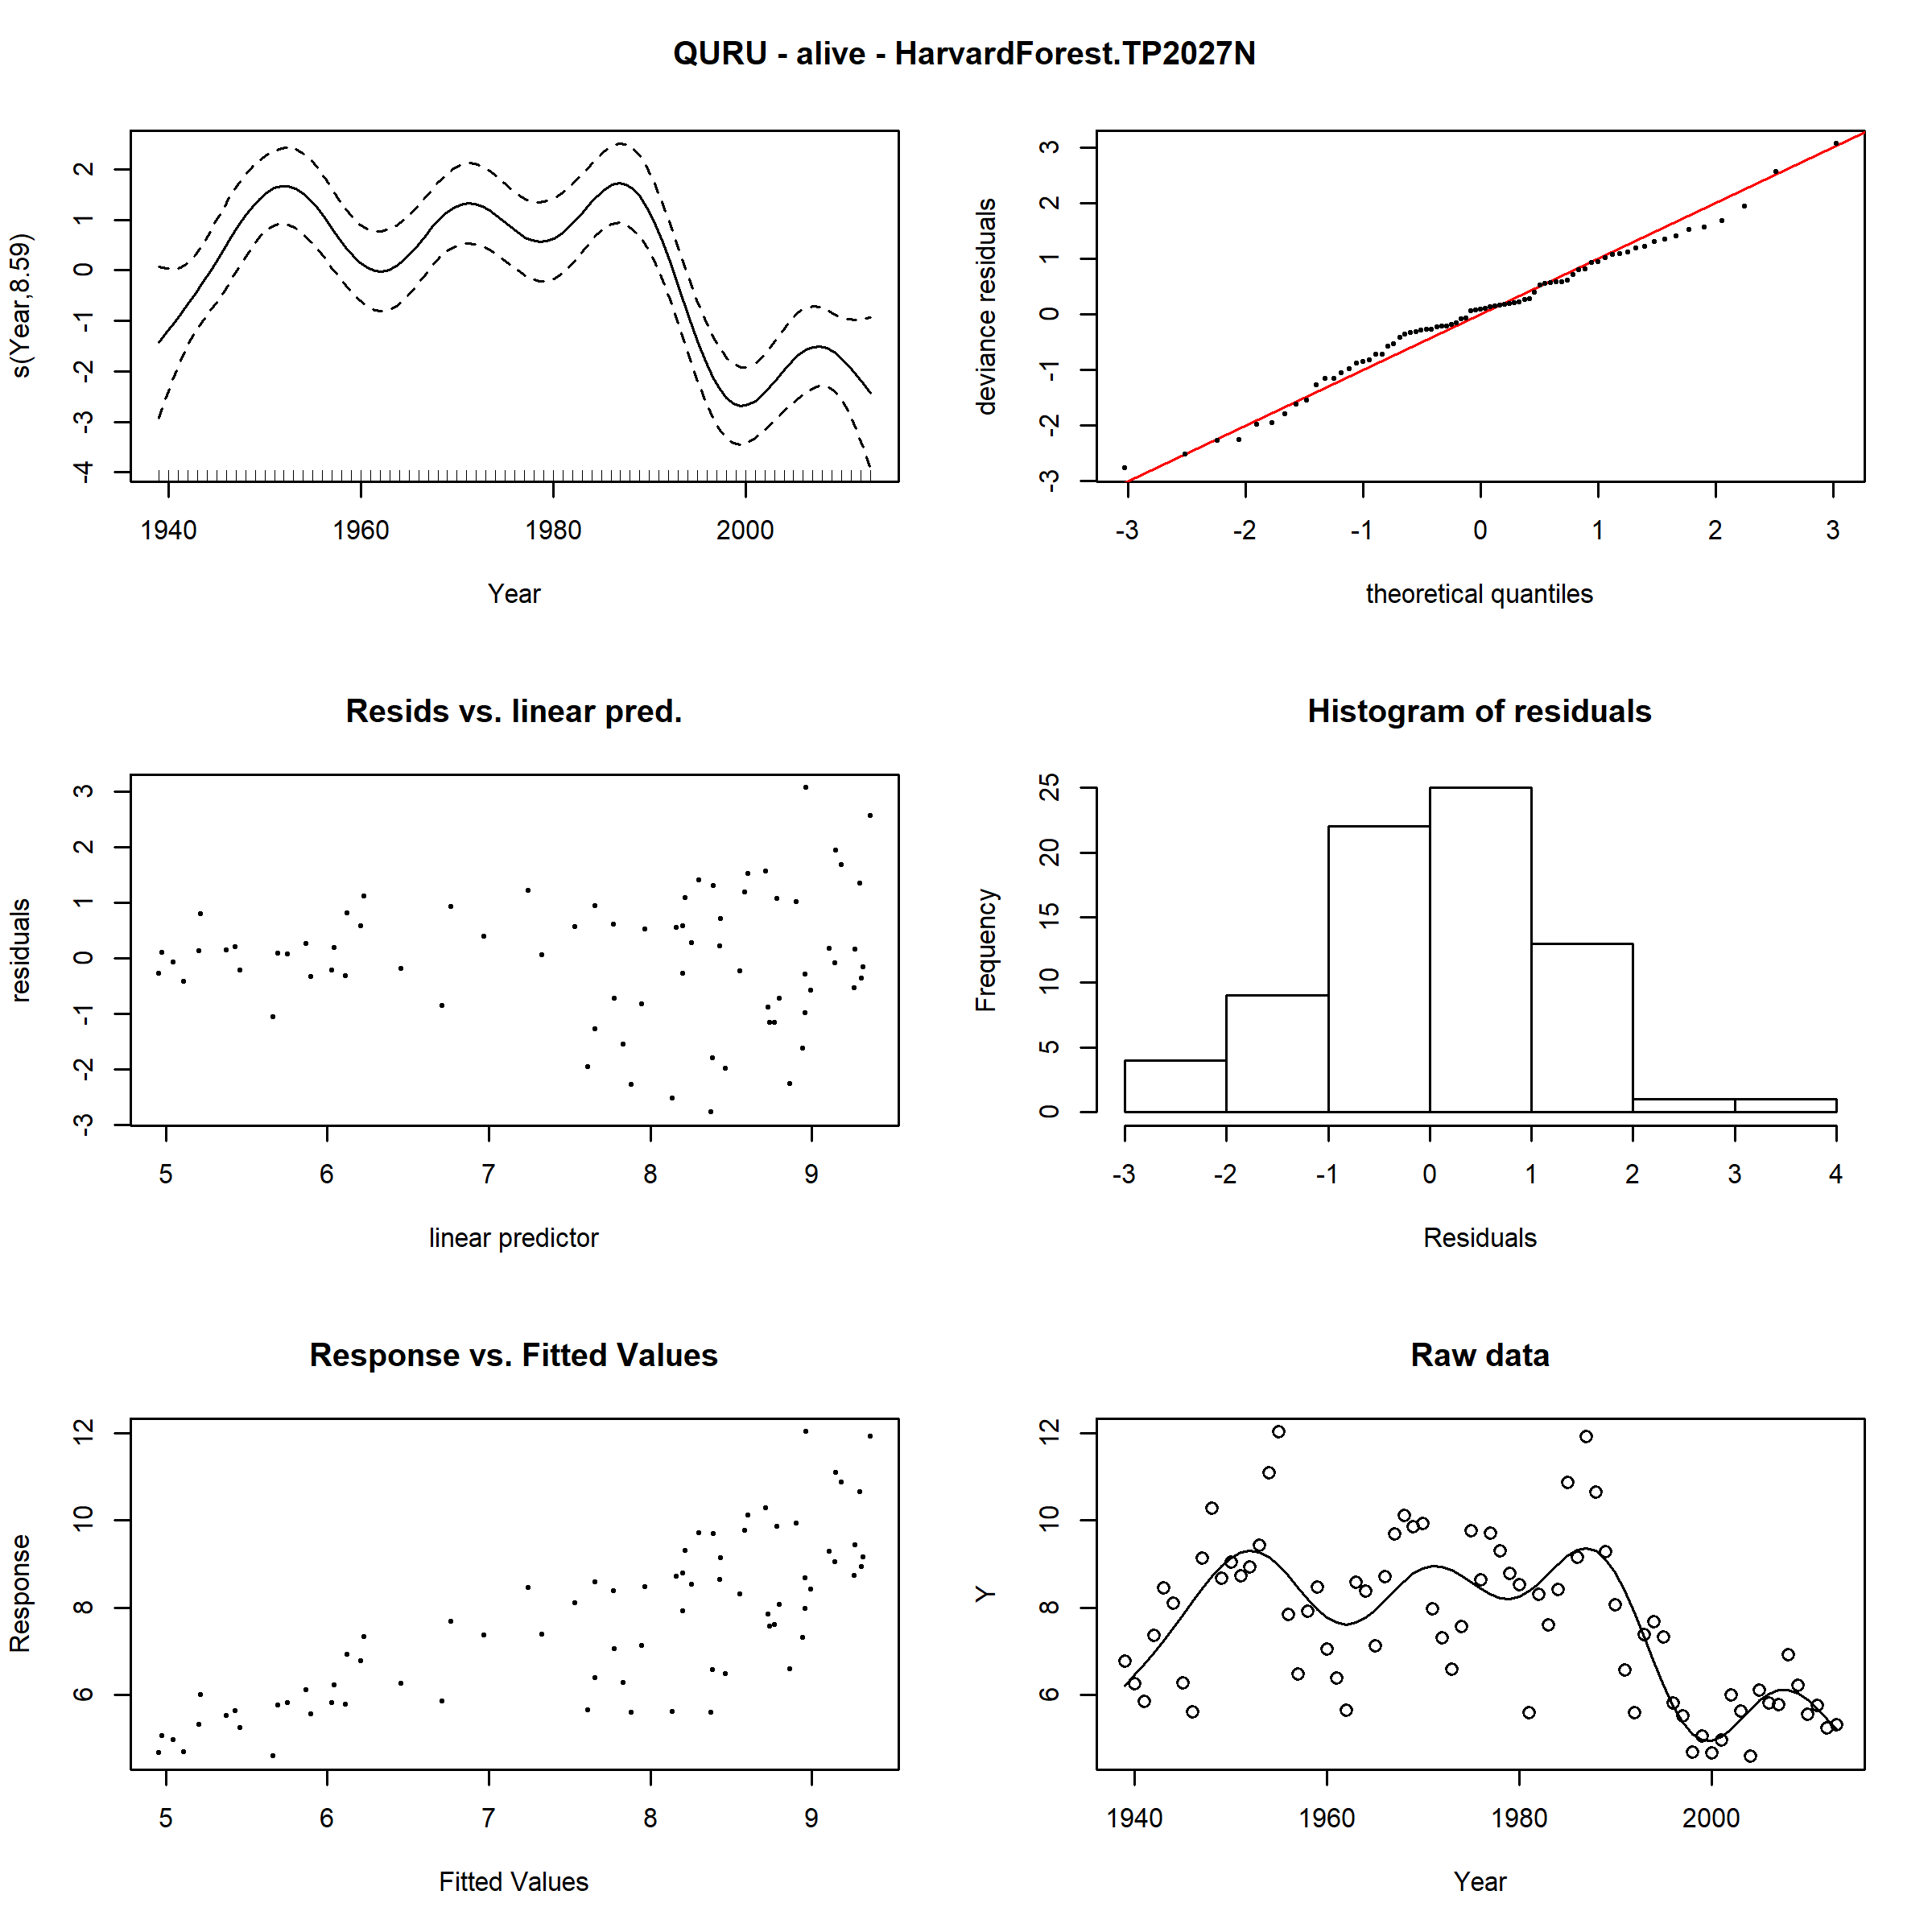 QURU - alive - HarvardForest.TP2027N
s(Year,8.59)
2
1
0
-1
-2
-3
-4
1940 1960 1980 2000
Year
deviance residuals
3
2
1
0
-1
-2
-3
-3 -2 -1 0 1 2 3
theoretical quantiles
Resids vs. linear pred.
residuals
3
2
1
0
-1
-2
-3
5 6 7 8 9
linear predictor
Histogram of residuals
Frequency
25
20
15
10
5
0
-3 -2 -1 0 1 2 3 4
Residuals
Response vs. Fitted Values
Response
12
10
8
6
5 6 7 8 9
Fitted Values
Raw data
Y
12
10
8
6
1940 1960 1980 2000
Year